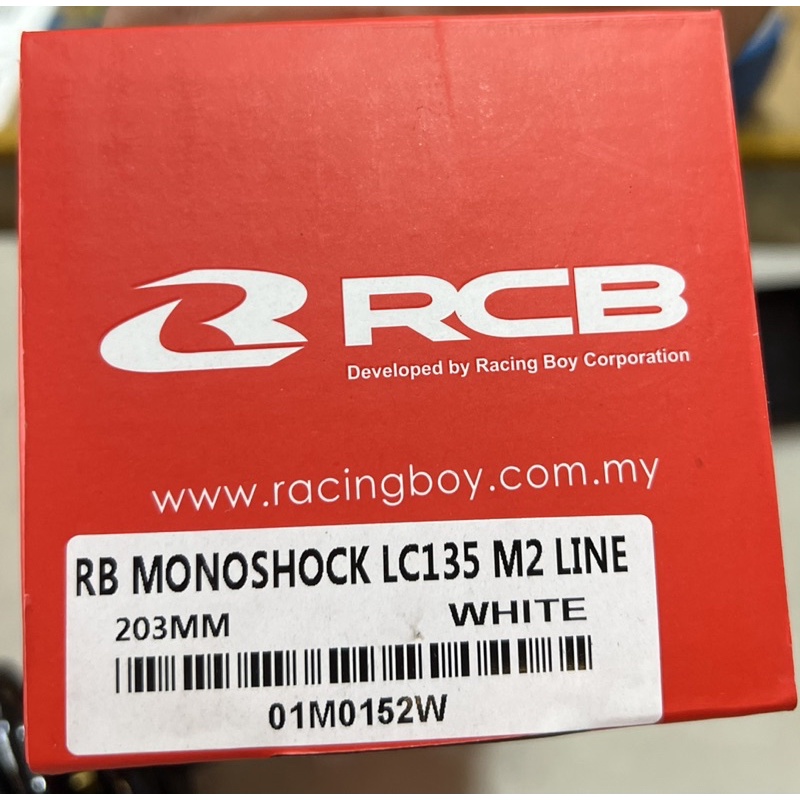 RCB
Developed by Racing Boy Corporation
www.racingboy.com.my
RB MONOSHOCK LC135 M2 LINE
203MM WHITE
01M0152W